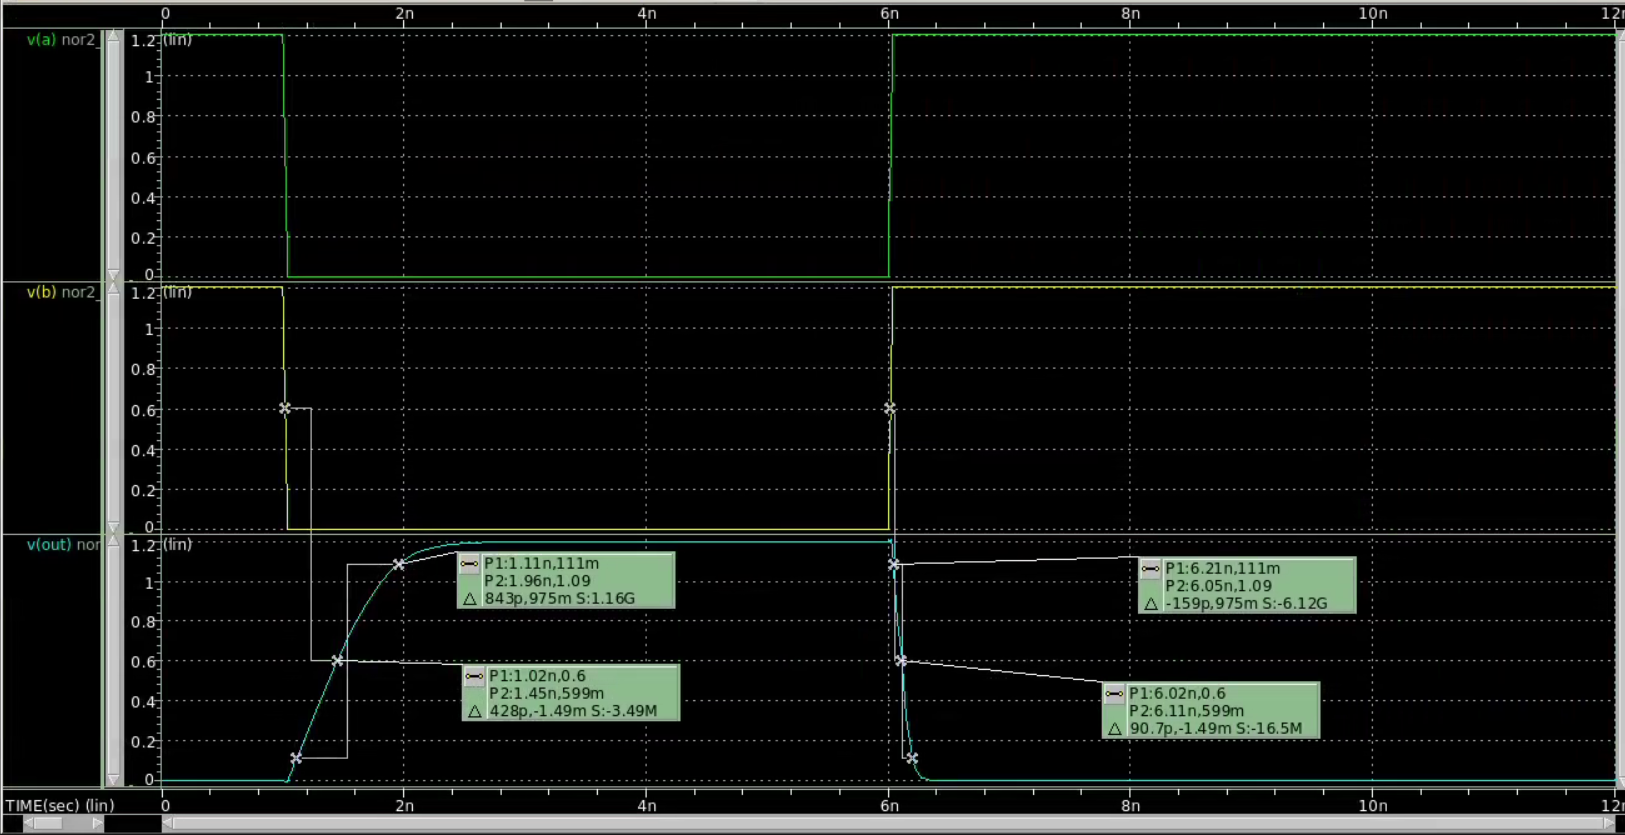 0 2n 4n 6n 8n 10n 12n
v(a) nor2_
1.2 (lin)
1
0.8
0.6
0.4
0.2
0
v(b) nor2_
1.2 (lin)
1
0.8
0.6
0.4
0.2
0
v(out) nor
1.2 (lin)
1
0.8
0.6
0.4
0.2
0
P1:1.11n,111m
P2:1.96n,1.09
△ 843p,975m S:1.16G
P1:6.21n,111m
P2:6.05n,1.09
△ -159p,975m S:-6.12G
P1:1.02n,0.6
P2:1.45n,599m
△ 428p,-1.49m S:-3.49M
P1:6.02n,0.6
P2:6.11n,599m
△ 90.7p,-1.49m S:-16.5M
TIME(sec) (lin) 0 2n 4n 6n 8n 10n 12n